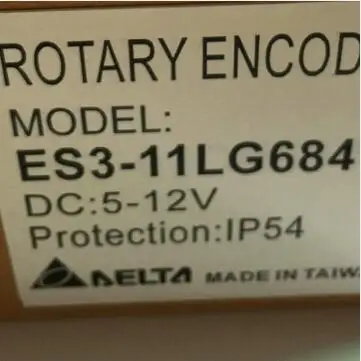 ROTARY ENCOD
MODEL:
ES3-11LG684
DC:5-12V
Protection:IP54
DELTA MADE IN TAIW